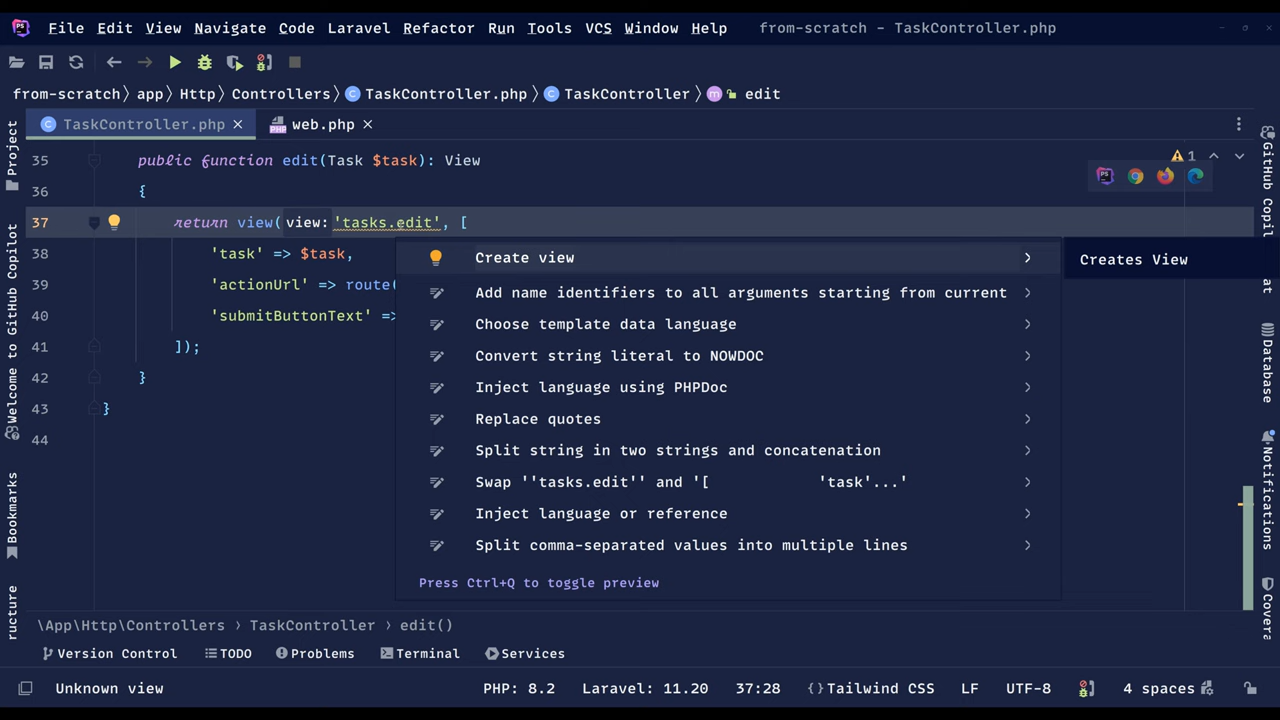 File Edit View Navigate Code Laravel Refactor Run Tools VCS Window Help from-scratch - TaskController.php
from-scratch app Http Controllers TaskController.php TaskController edit
TaskController.php web.php
35 public function edit(Task $task): View
1
36 {
37 return view( view: 'tasks.edit', [
38 'task' => $task,
39 'actionUrl' => route(
40 'submitButtonText' =>
41 ]);
42 }
43 }
44
Create view
Creates View
Add name identifiers to all arguments starting from current
Choose template data language
Convert string literal to NOWDOC
Inject language using PHPDoc
Replace quotes
Split string in two strings and concatenation
Swap ''tasks.edit'' and '[ 'task'...'
Inject language or reference
Split comma-separated values into multiple lines
Press Ctrl+Q to toggle preview
Project
Welcome to GitHub Copilot
Bookmarks
ructure
GitHub Copil
at
Database
Notifications
Covera
\App\Http\Controllers TaskController edit()
Version Control TODO Problems Terminal Services
Unknown view PHP: 8.2 Laravel: 11.20 37:28 {} Tailwind CSS LF UTF-8 4 spaces